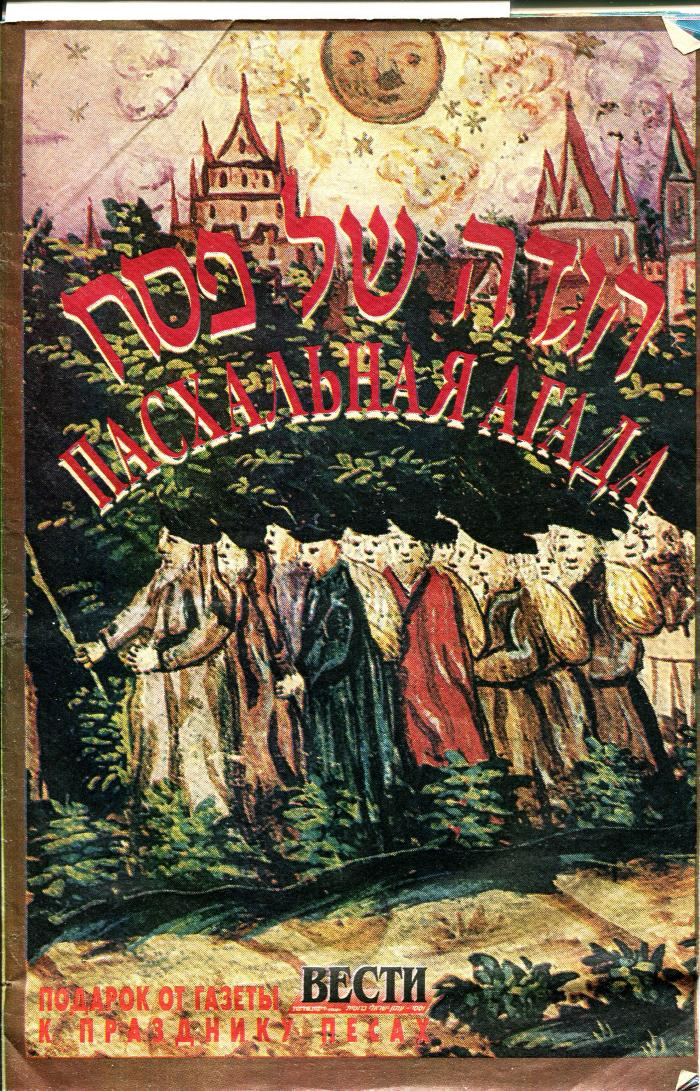 הגדה של פסח
ПАСХАЛЬНАЯ АГАДА
ПОДАРОК ОТ ГАЗЕТЫ ВЕСТИ
К ПРАЗДНИКУ ПЕСАХ